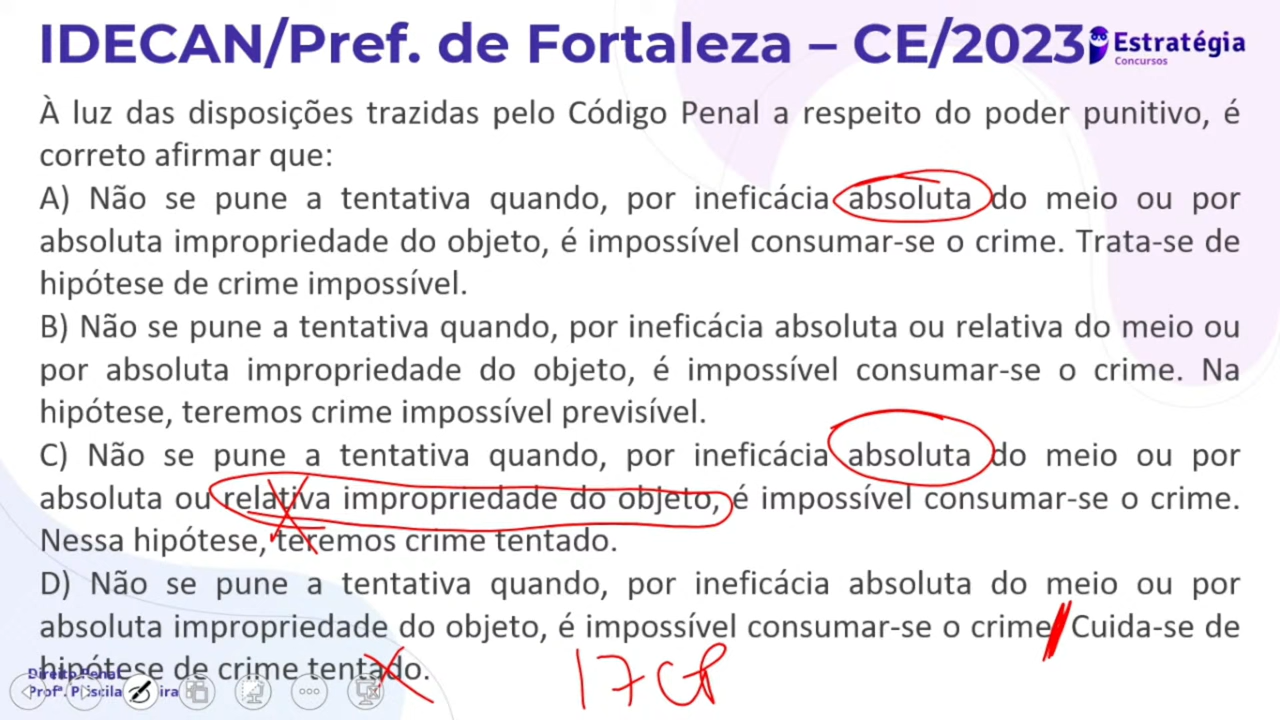 IDECAN/Pref. de Fortaleza – CE/2023
Estratégia
Concursos
À luz das disposições trazidas pelo Código Penal a respeito do poder punitivo, é
correto afirmar que:
A) Não se pune a tentativa quando, por ineficácia absoluta do meio ou por
absoluta impropriedade do objeto, é impossível consumar-se o crime. Trata-se de
hipótese de crime impossível.
B) Não se pune a tentativa quando, por ineficácia absoluta ou relativa do meio ou
por absoluta impropriedade do objeto, é impossível consumar-se o crime. Na
hipótese, teremos crime impossível previsível.
C) Não se pune a tentativa quando, por ineficácia absoluta do meio ou por
absoluta ou relativa impropriedade do objeto, é impossível consumar-se o crime.
Nessa hipótese, teremos crime tentado.
D) Não se pune a tentativa quando, por ineficácia absoluta do meio ou por
absoluta impropriedade do objeto, é impossível consumar-se o crime Cuida-se de
hipótese de crime tentado.
17 CP
Direito Penal
Profª.